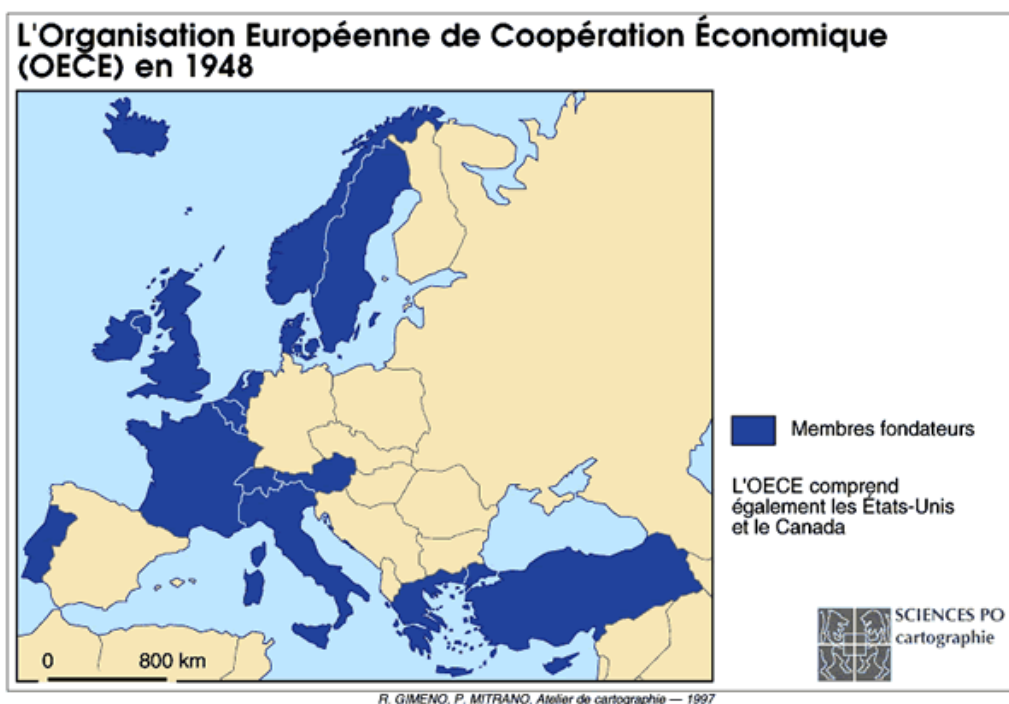 L'Organisation Européenne de Coopération Économique
(OECE) en 1948
Membres fondateurs
L'OECE comprend
également les États-Unis
et le Canada
0 800 km
SCIENCES PO
cartographie
R. GIMENO, P. MITRANO, Atelier de cartographie — 1997